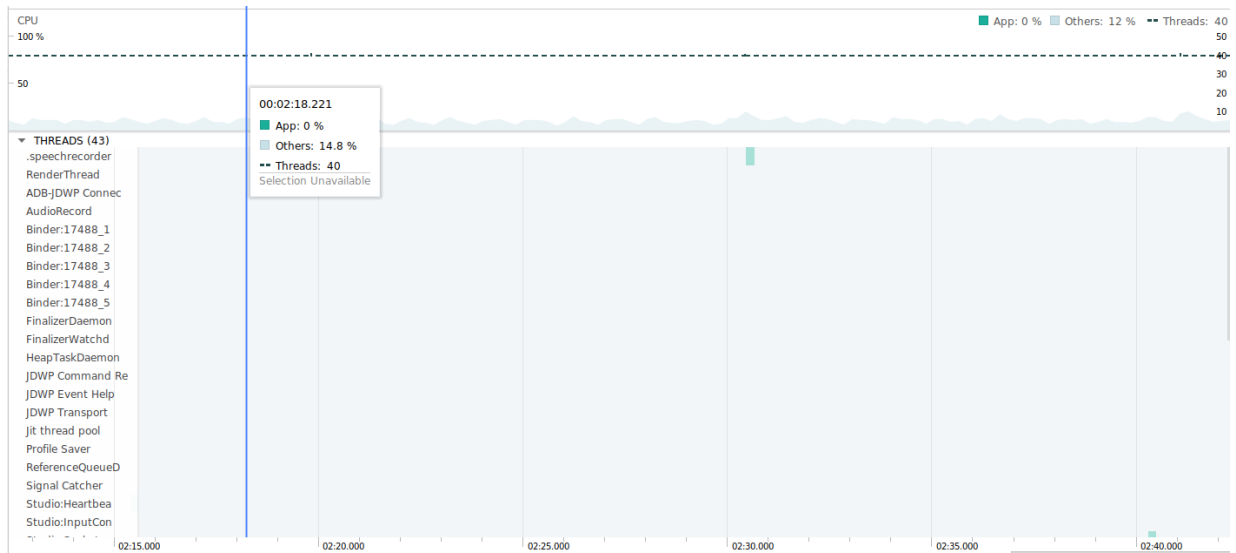 CPU
App: 0 % Others: 12 % Threads: 40
100 % 50
40
50
30
20
10
00:02:18.221
App: 0 %
Others: 14.8 %
Threads: 40
Selection Unavailable
THREADS (43)
.speechrecorder
RenderThread
ADB-JDWP Connec
AudioRecord
Binder:17488_1
Binder:17488_2
Binder:17488_3
Binder:17488_4
Binder:17488_5
FinalizerDaemon
FinalizerWatchd
HeapTaskDaemon
JDWP Command Re
JDWP Event Help
JDWP Transport
Jit thread pool
Profile Saver
ReferenceQueueD
Signal Catcher
Studio:Heartbea
Studio:InputCon
02:15.000 02:20.000 02:25.000 02:30.000 02:35.000 02:40.000